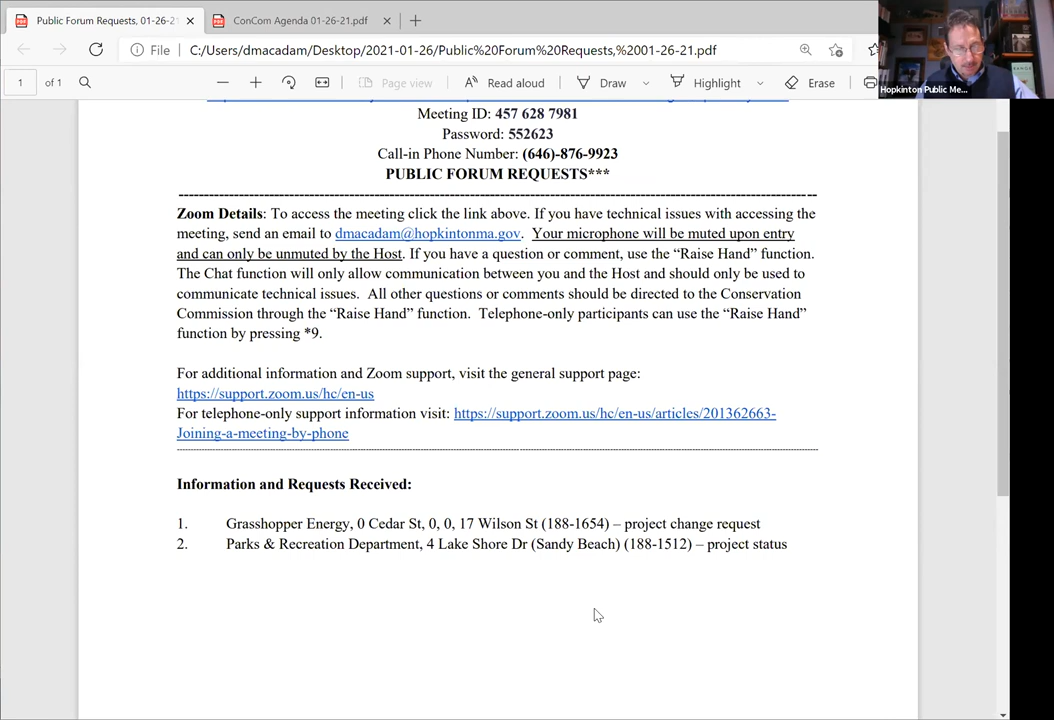 Public Forum Requests, 01-26-21
ConCom Agenda 01-26-21.pdf
File
C:/Users/dmacadam/Desktop/2021-01-26/Public%20Forum%20Requests,%2001-26-21.pdf
1 of 1
Page view
Read aloud
Draw
Highlight
Erase
Hopkinton Public Me...
Meeting ID: 457 628 7981
Password: 552623
Call-in Phone Number: (646)-876-9923
PUBLIC FORUM REQUESTS***
Zoom Details: To access the meeting click the link above. If you have technical issues with accessing the
meeting, send an email to dmacadam@hopkintonma.gov. Your microphone will be muted upon entry
and can only be unmuted by the Host. If you have a question or comment, use the “Raise Hand” function.
The Chat function will only allow communication between you and the Host and should only be used to
communicate technical issues. All other questions or comments should be directed to the Conservation
Commission through the “Raise Hand” function. Telephone-only participants can use the “Raise Hand”
function by pressing *9.
For additional information and Zoom support, visit the general support page:
https://support.zoom.us/hc/en-us
For telephone-only support information visit: https://support.zoom.us/hc/en-us/articles/201362663-
Joining-a-meeting-by-phone
Information and Requests Received:
1. Grasshopper Energy, 0 Cedar St, 0, 0, 17 Wilson St (188-1654) – project change request
2. Parks & Recreation Department, 4 Lake Shore Dr (Sandy Beach) (188-1512) – project status